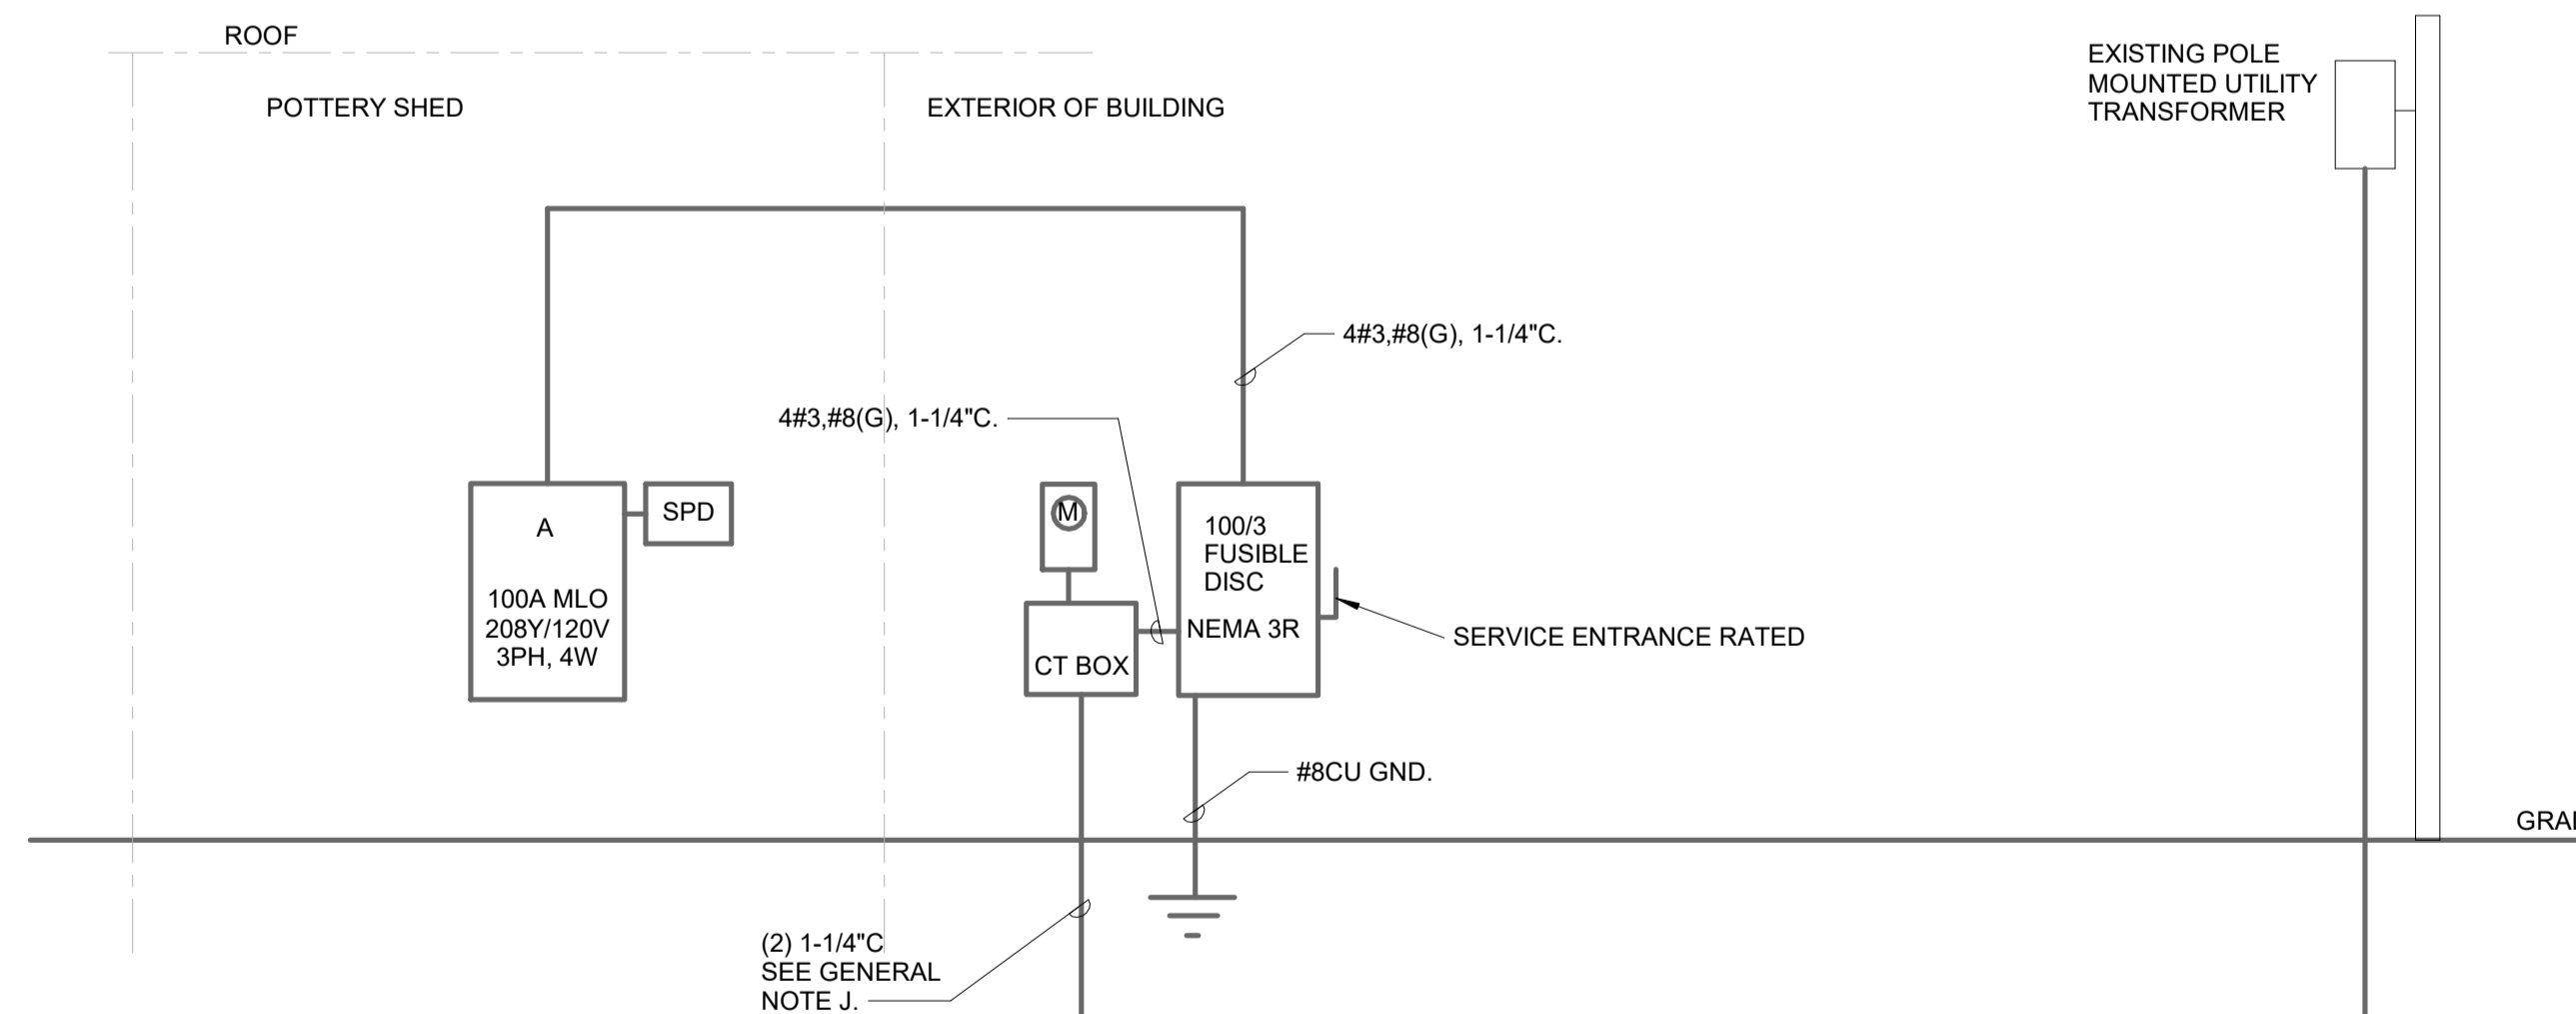 ROOF
POTTERY SHED
EXTERIOR OF BUILDING
EXISTING POLE
MOUNTED UTILITY
TRANSFORMER
4#3,#8(G), 1-1/4"C.
4#3,#8(G), 1-1/4"C.
A
100A MLO
208Y/120V
3PH, 4W
SPD
M
CT BOX
100/3
FUSIBLE
DISC
NEMA 3R
SERVICE ENTRANCE RATED
#8CU GND.
(2) 1-1/4"C
SEE GENERAL
NOTE J.